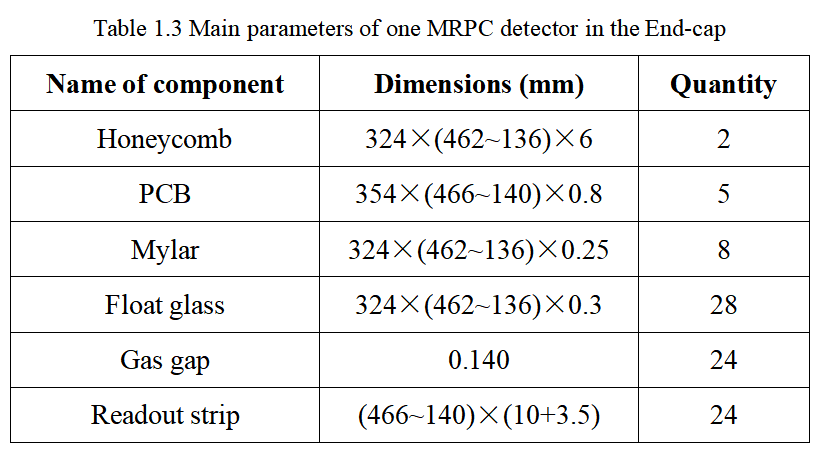 Table 1.3 Main parameters of one MRPC detector in the End-cap
Name of component Dimensions (mm) Quantity
Honeycomb 324×(462~136)×6 2
PCB 354×(466~140)×0.8 5
Mylar 324×(462~136)×0.25 8
Float glass 324×(462~136)×0.3 28
Gas gap 0.140 24
Readout strip (466~140)×(10+3.5) 24